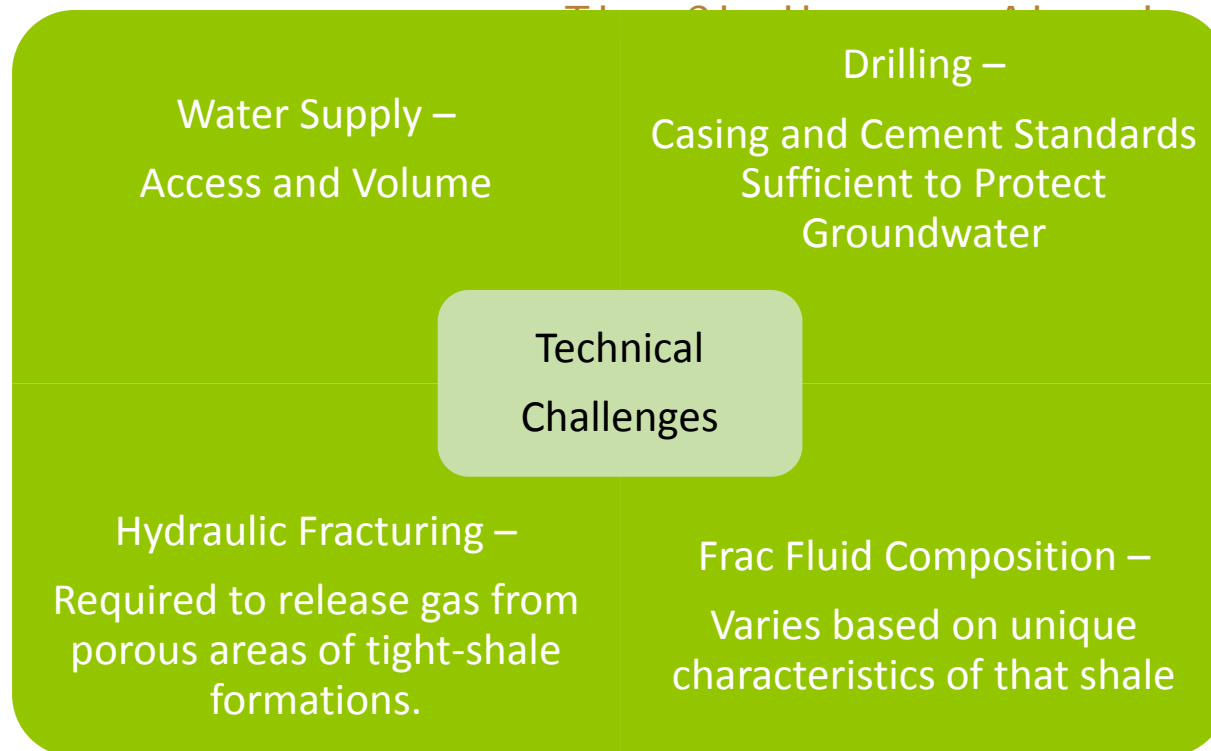 Water Supply –
Access and Volume
Drilling –
Casing and Cement Standards
Sufficient to Protect
Groundwater
Technical
Challenges
Hydraulic Fracturing –
Required to release gas from
porous areas of tight-shale
formations.
Frac Fluid Composition –
Varies based on unique
characteristics of that shale